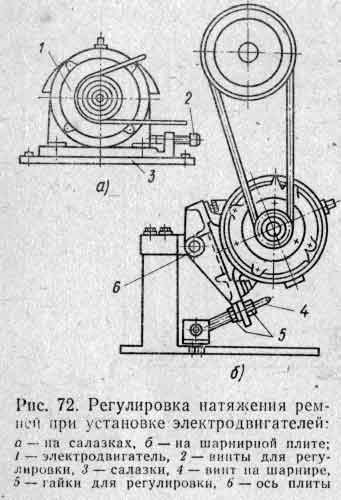 1
2
3
а)
6
4
5
б)
Рис. 72. Регулировка натяжения рем-
ней при установке электродвигателей:
а — на салазках, б — на шарнирной плите;
1 — электродвигатель, 2 — винты для регу-
лировки, 3 — салазки, 4 — винт на шарнире,
5 — гайки для регулировки, 6 — ось плиты